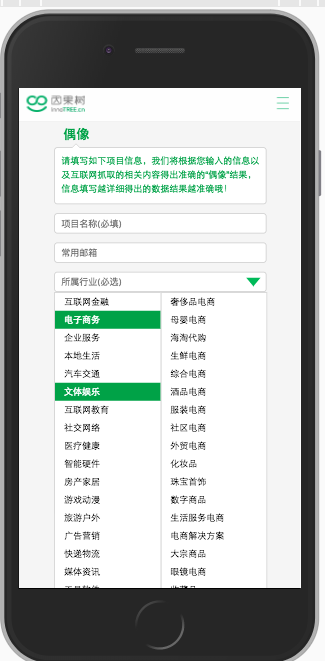 因果树
innoTREE.cn
偶像
请填写如下项目信息，我们将根据您输入的信息以
及互联网抓取的相关内容得出准确的“偶像”结果，
信息填写越详细得出的数据结果越准确哦！
项目名称(必填)
常用邮箱
所属行业(必选)
互联网金融
电子商务
企业服务
本地生活
汽车交通
文体娱乐
互联网教育
社交网络
医疗健康
智能硬件
房产家居
游戏动漫
旅游户外
广告营销
快递物流
媒体资讯
奢侈品电商
母婴电商
海淘代购
生鲜电商
综合电商
酒品电商
服装电商
社区电商
外贸电商
化妆品
珠宝首饰
数字商品
生活服务电商
电商解决方案
大宗商品
眼镜电商